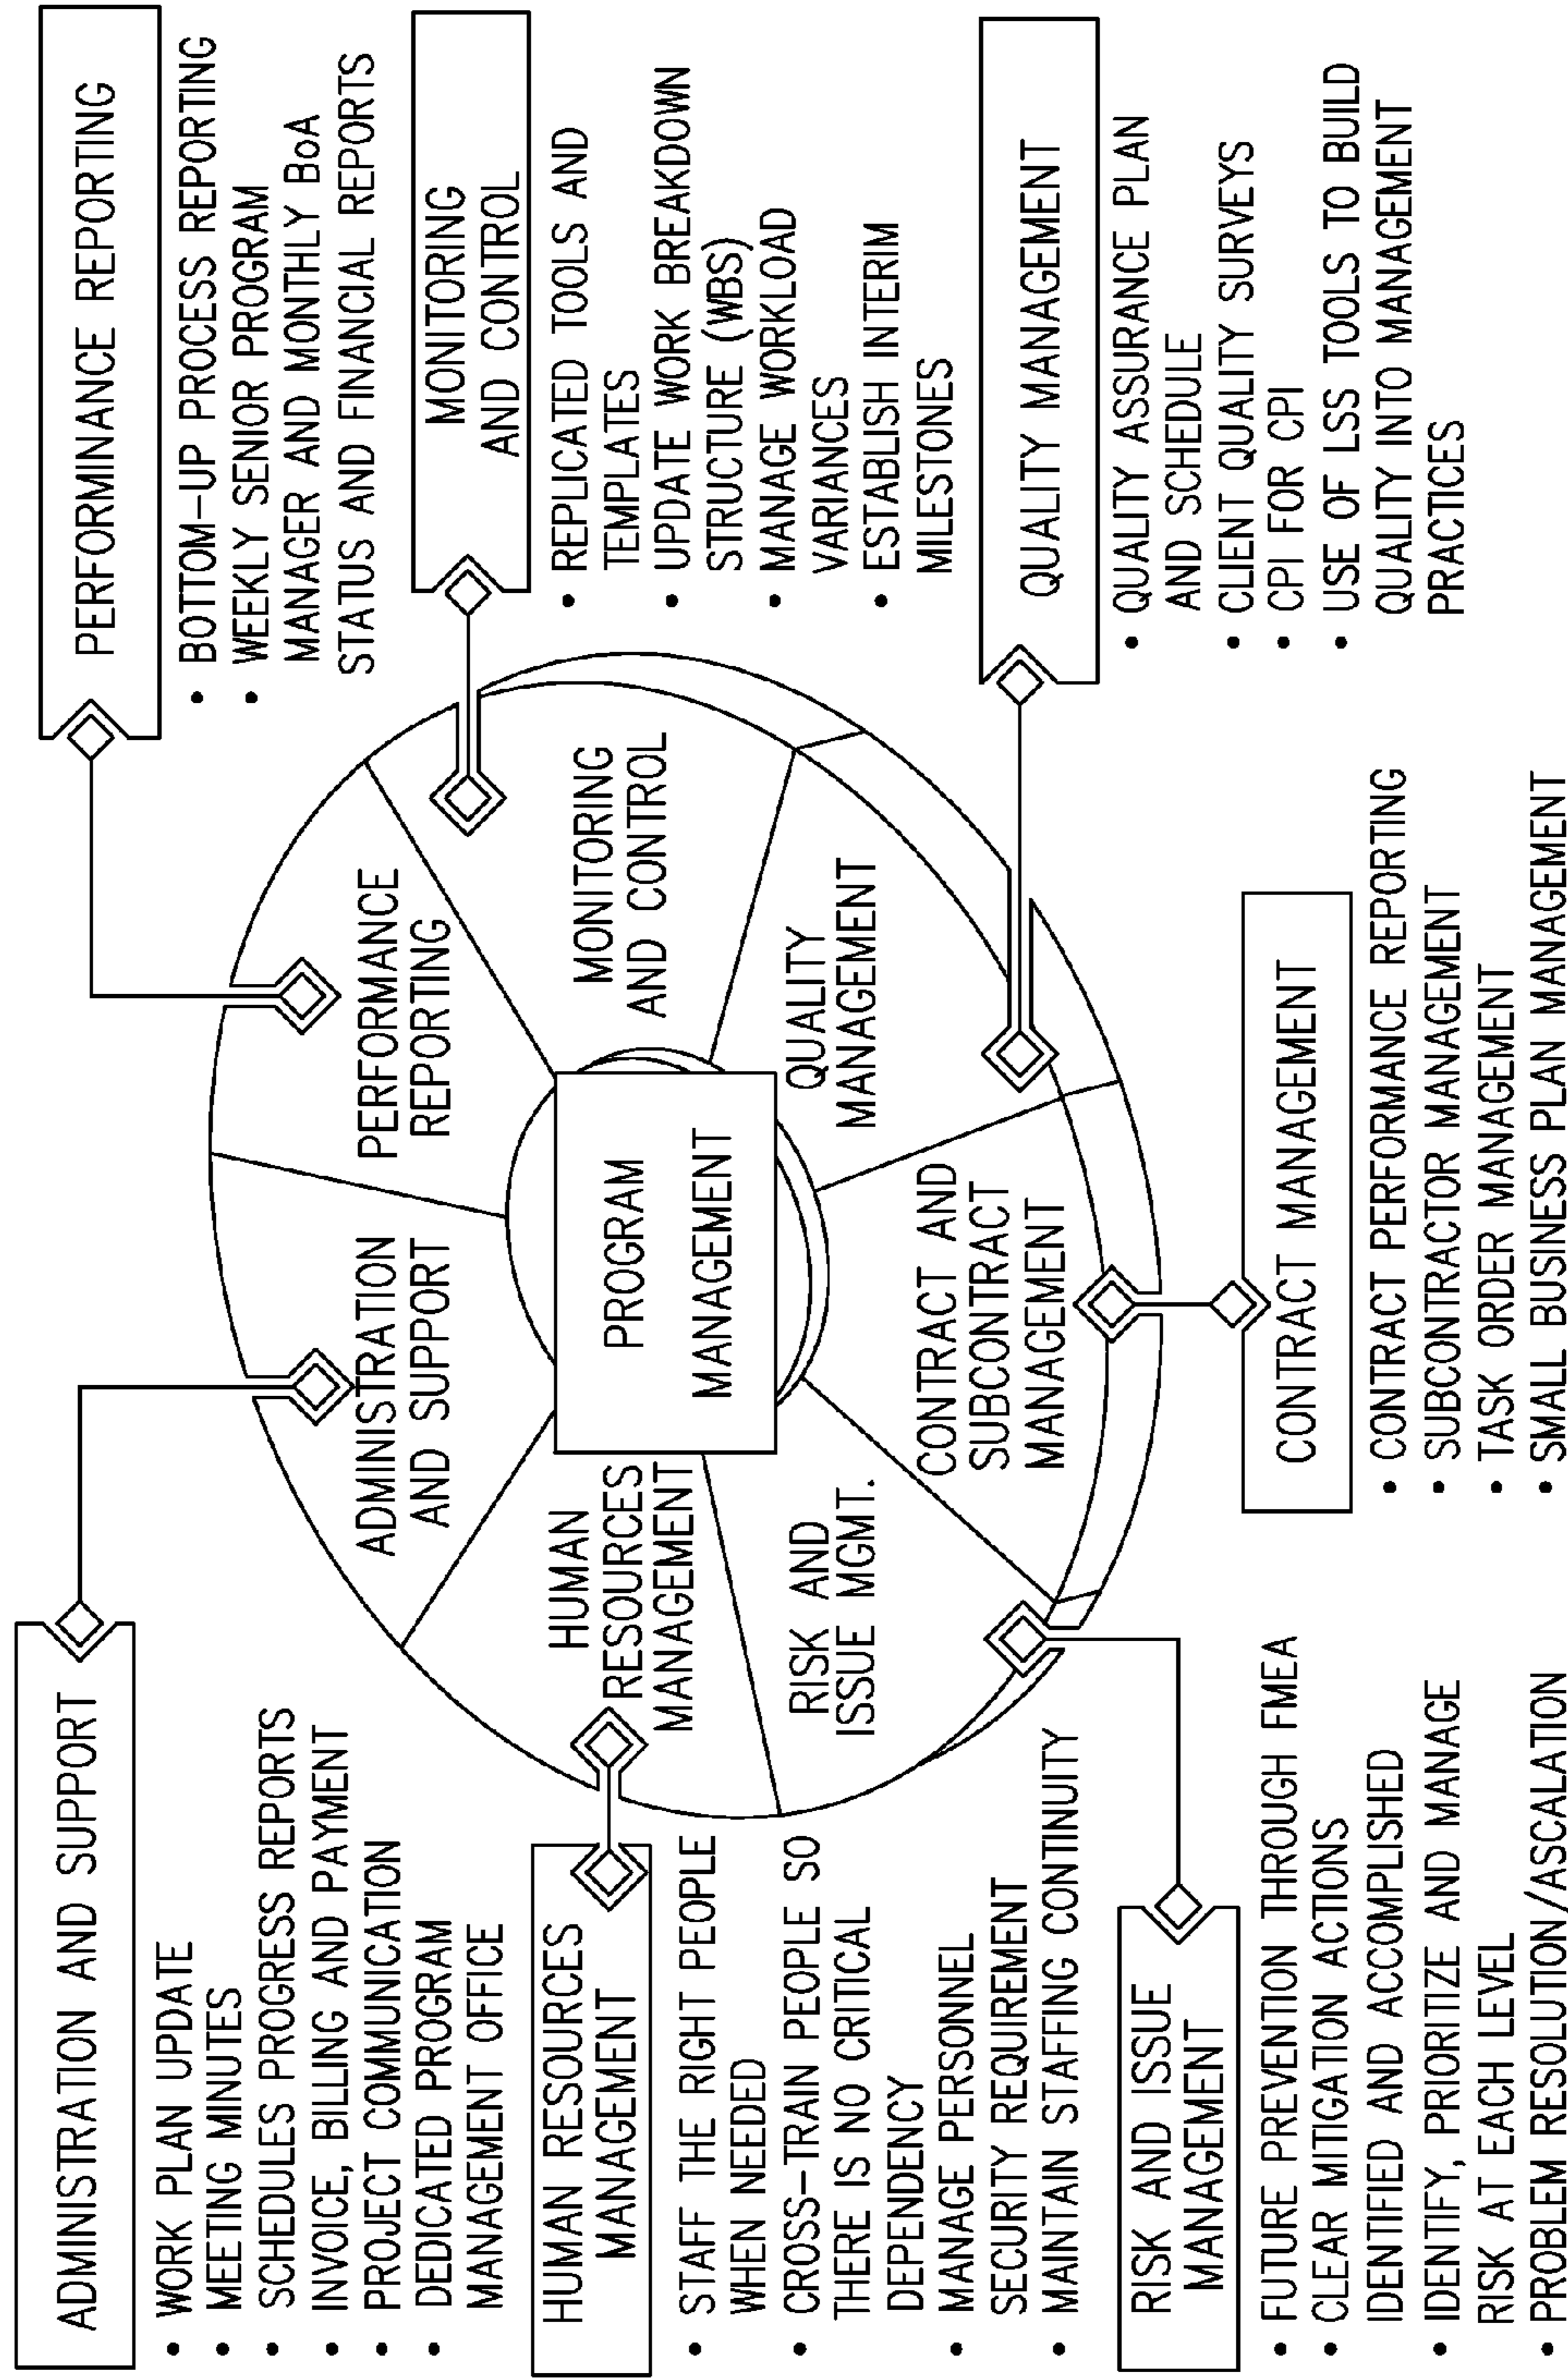 ADMINISTRATION AND SUPPORT
• WORK PLAN UPDATE
• MEETING MINUTES
• SCHEDULES PROGRESS REPORTS
• INVOICE, BILLING AND PAYMENT
• PROJECT COMMUNICATION
• DEDICATED PROGRAM
MANAGEMENT OFFICE
HUMAN RESOURCES
MANAGEMENT
• STAFF THE RIGHT PEOPLE
WHEN NEEDED
• CROSS-TRAIN PEOPLE SO
THERE IS NO CRITICAL
DEPENDENCY
• MANAGE PERSONNEL
SECURITY REQUIREMENT
• MAINTAIN STAFFING CONTINUITY
RISK AND ISSUE
MANAGEMENT
• FUTURE PREVENTION THROUGH FMEA
• CLEAR MITIGATION ACTIONS
IDENTIFIED AND ACCOMPLISHED
• IDENTIFY, PRIORITIZE AND MANAGE
RISK AT EACH LEVEL
• PROBLEM RESOLUTION/ASCALATION
ADMINISTRATION
AND SUPPORT
PERFORMANCE
REPORTING
HUMAN
RESOURCES
MANAGEMENT
PROGRAM
MANAGEMENT
MONITORING
AND CONTROL
RISK AND
ISSUE MGMT.
QUALITY
MANAGEMENT
CONTRACT AND
SUBCONTRACT
MANAGEMENT
CONTRACT MANAGEMENT
• CONTRACT PERFORMANCE REPORTING
• SUBCONTRACTOR MANAGEMENT
• TASK ORDER MANAGEMENT
• SMALL BUSINESS PLAN MANAGEMENT
PERFORMINANCE REPORTING
• BOTTOM-UP PROCESS REPORTING
• WEEKLY SENIOR PROGRAM
MANAGER AND MONTHLY BoA
STATUS AND FINANCIAL REPORTS
MONITORING
AND CONTROL
• REPLICATED TOOLS AND
TEMPLATES
• UPDATE WORK BREAKDOWN
STRUCTURE (WBS)
• MANAGE WORKLOAD
VARIANCES
• ESTABLISH INTERIM
MILESTONES
QUALITY MANAGEMENT
• QUALITY ASSURANCE PLAN
AND SCHEDULE
• CLIENT QUALITY SURVEYS
• CPI FOR CPI
• USE OF LSS TOOLS TO BUILD
QUALITY INTO MANAGEMENT
PRACTICES